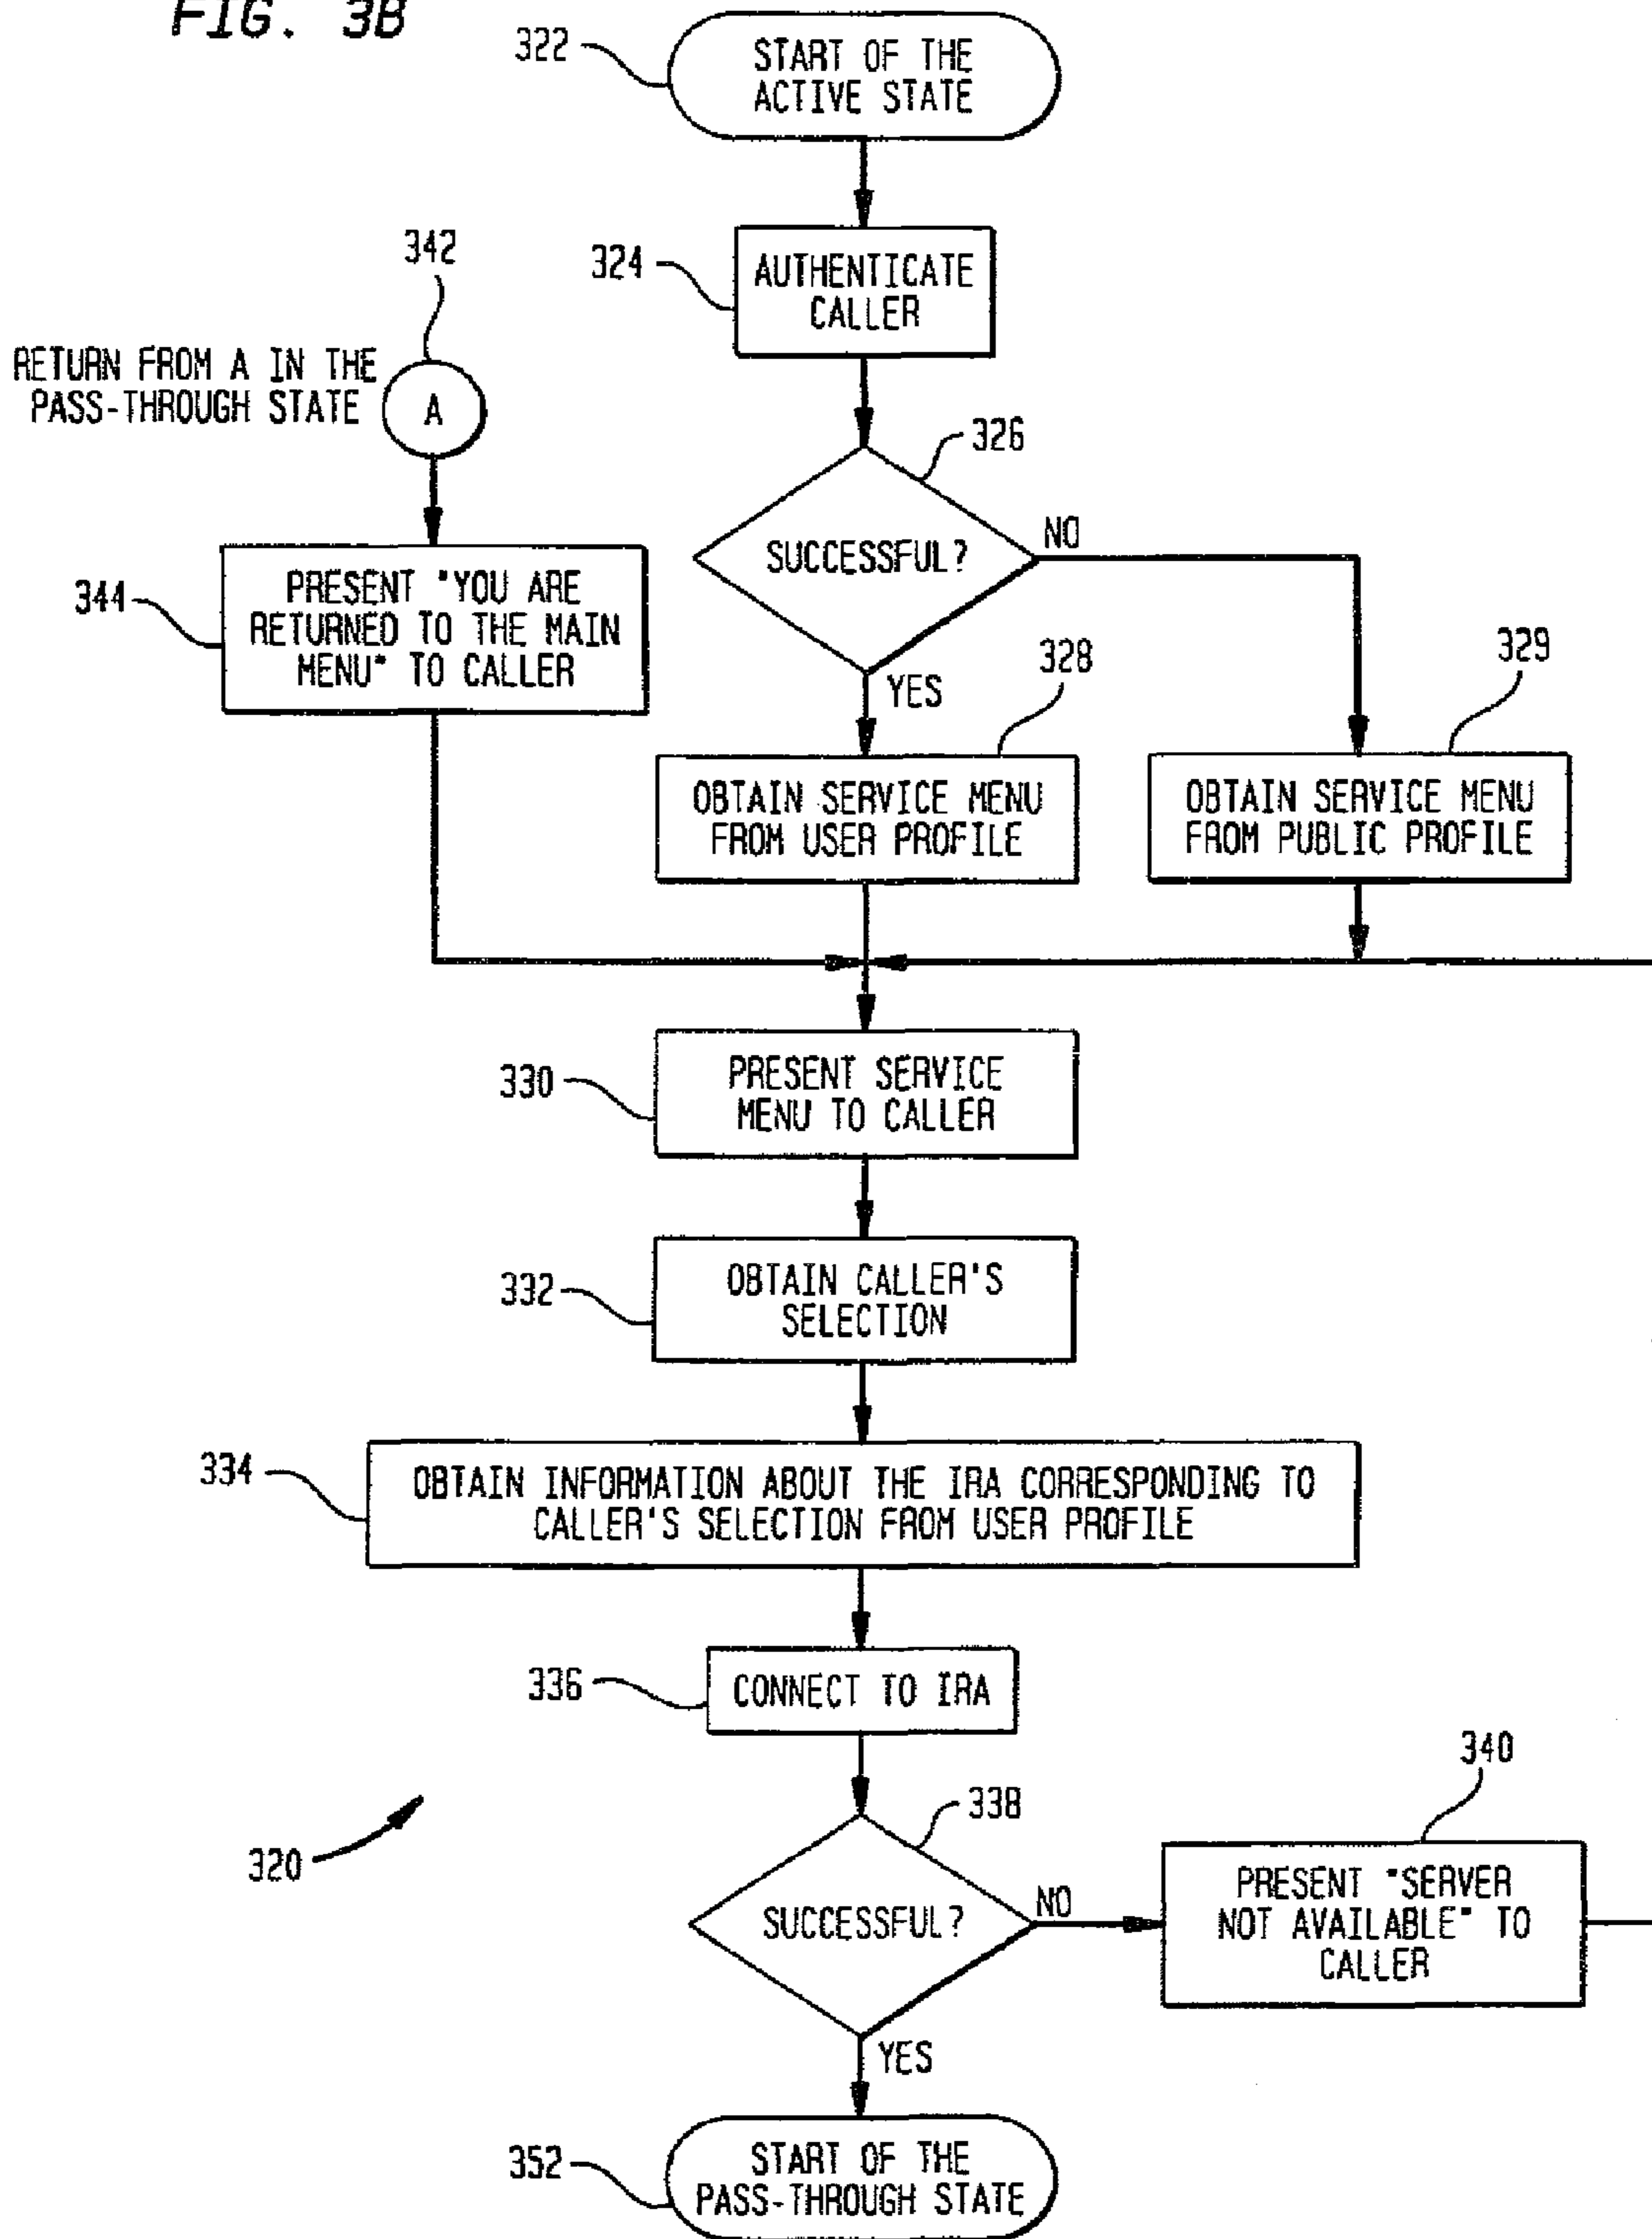 FIG. 3B
322
START OF THE
ACTIVE STATE
324
AUTHENTICATE
CALLER
342
RETURN FROM A IN THE
PASS-THROUGH STATE
A
326
SUCCESSFUL?
NO
YES
344
PRESENT "YOU ARE
RETURNED TO THE MAIN
MENU" TO CALLER
328
OBTAIN SERVICE MENU
FROM USER PROFILE
329
OBTAIN SERVICE MENU
FROM PUBLIC PROFILE
330
PRESENT SERVICE
MENU TO CALLER
332
OBTAIN CALLER'S
SELECTION
334
OBTAIN INFORMATION ABOUT THE IRA CORRESPONDING TO
CALLER'S SELECTION FROM USER PROFILE
336
CONNECT TO IRA
338
SUCCESSFUL?
NO
340
PRESENT "SERVER
NOT AVAILABLE" TO
CALLER
320
YES
352
START OF THE
PASS-THROUGH STATE